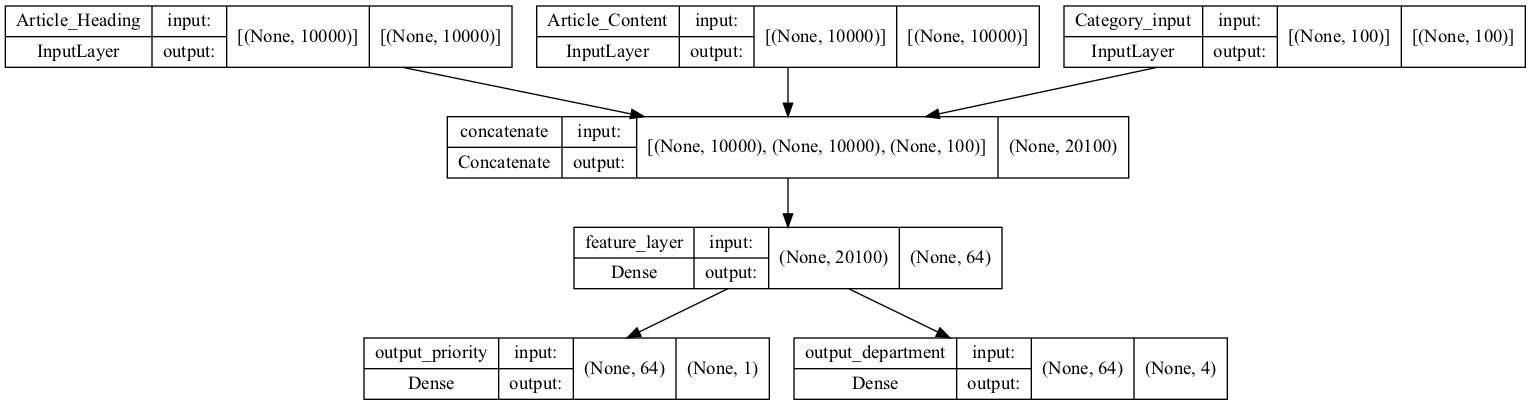 Article_Heading input: [(None, 10000)] [(None, 10000)]
InputLayer output:
Article_Content input: [(None, 10000)] [(None, 10000)]
InputLayer output:
Category_input input: [(None, 100)] [(None, 100)]
InputLayer output:
concatenate input: [(None, 10000), (None, 10000), (None, 100)] (None, 20100)
Concatenate output:
feature_layer input: (None, 20100) (None, 64)
Dense output:
output_priority input: (None, 64) (None, 1)
Dense output:
output_department input: (None, 64) (None, 4)
Dense output: